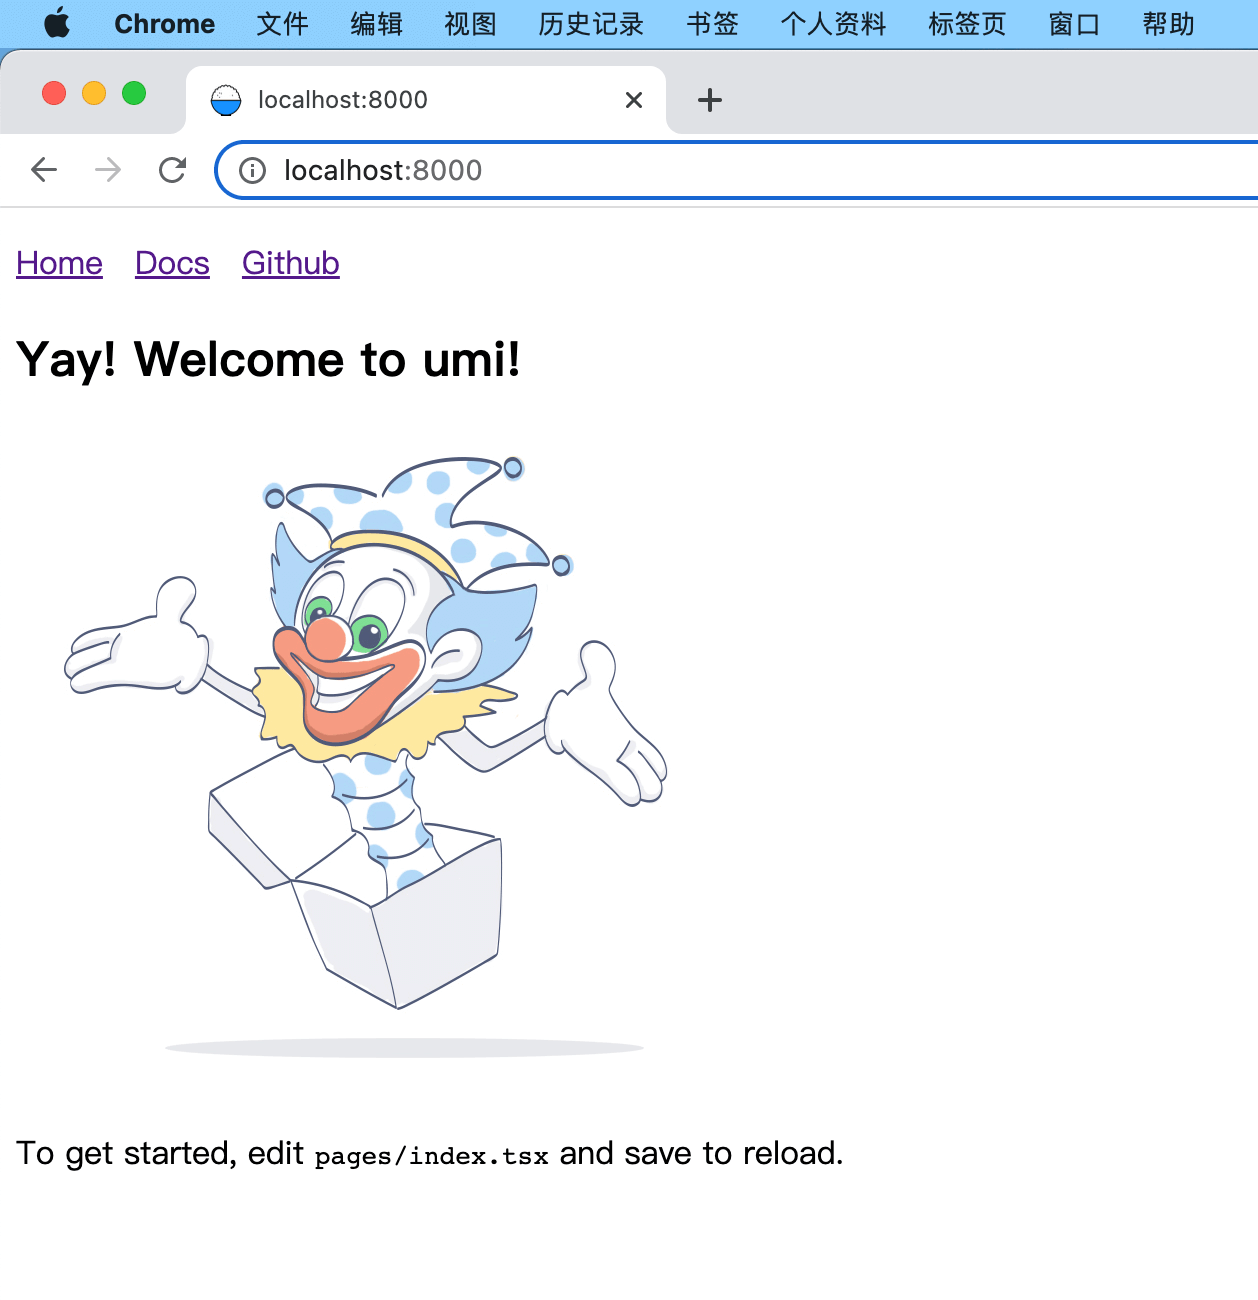 Chrome 文件 编辑 视图 历史记录 书签 个人资料 标签页 窗口 帮助
localhost:8000
localhost:8000
Home Docs Github
Yay! Welcome to umi!
To get started, edit pages/index.tsx and save to reload.